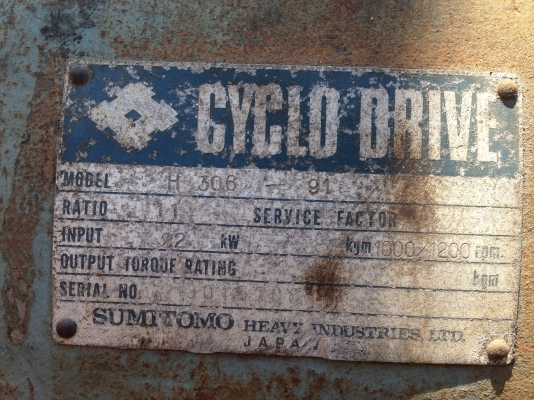 CYCLO DRIVE
MODEL H 306 - 91
RATIO 11 SERVICE FACTOR
INPUT 22 kW kgm 1000/1200 rpm.
OUTPUT TORQUE RATING kgm
SERIAL NO.
SUMITOMO HEAVY INDUSTRIES, LTD.
JAPAN